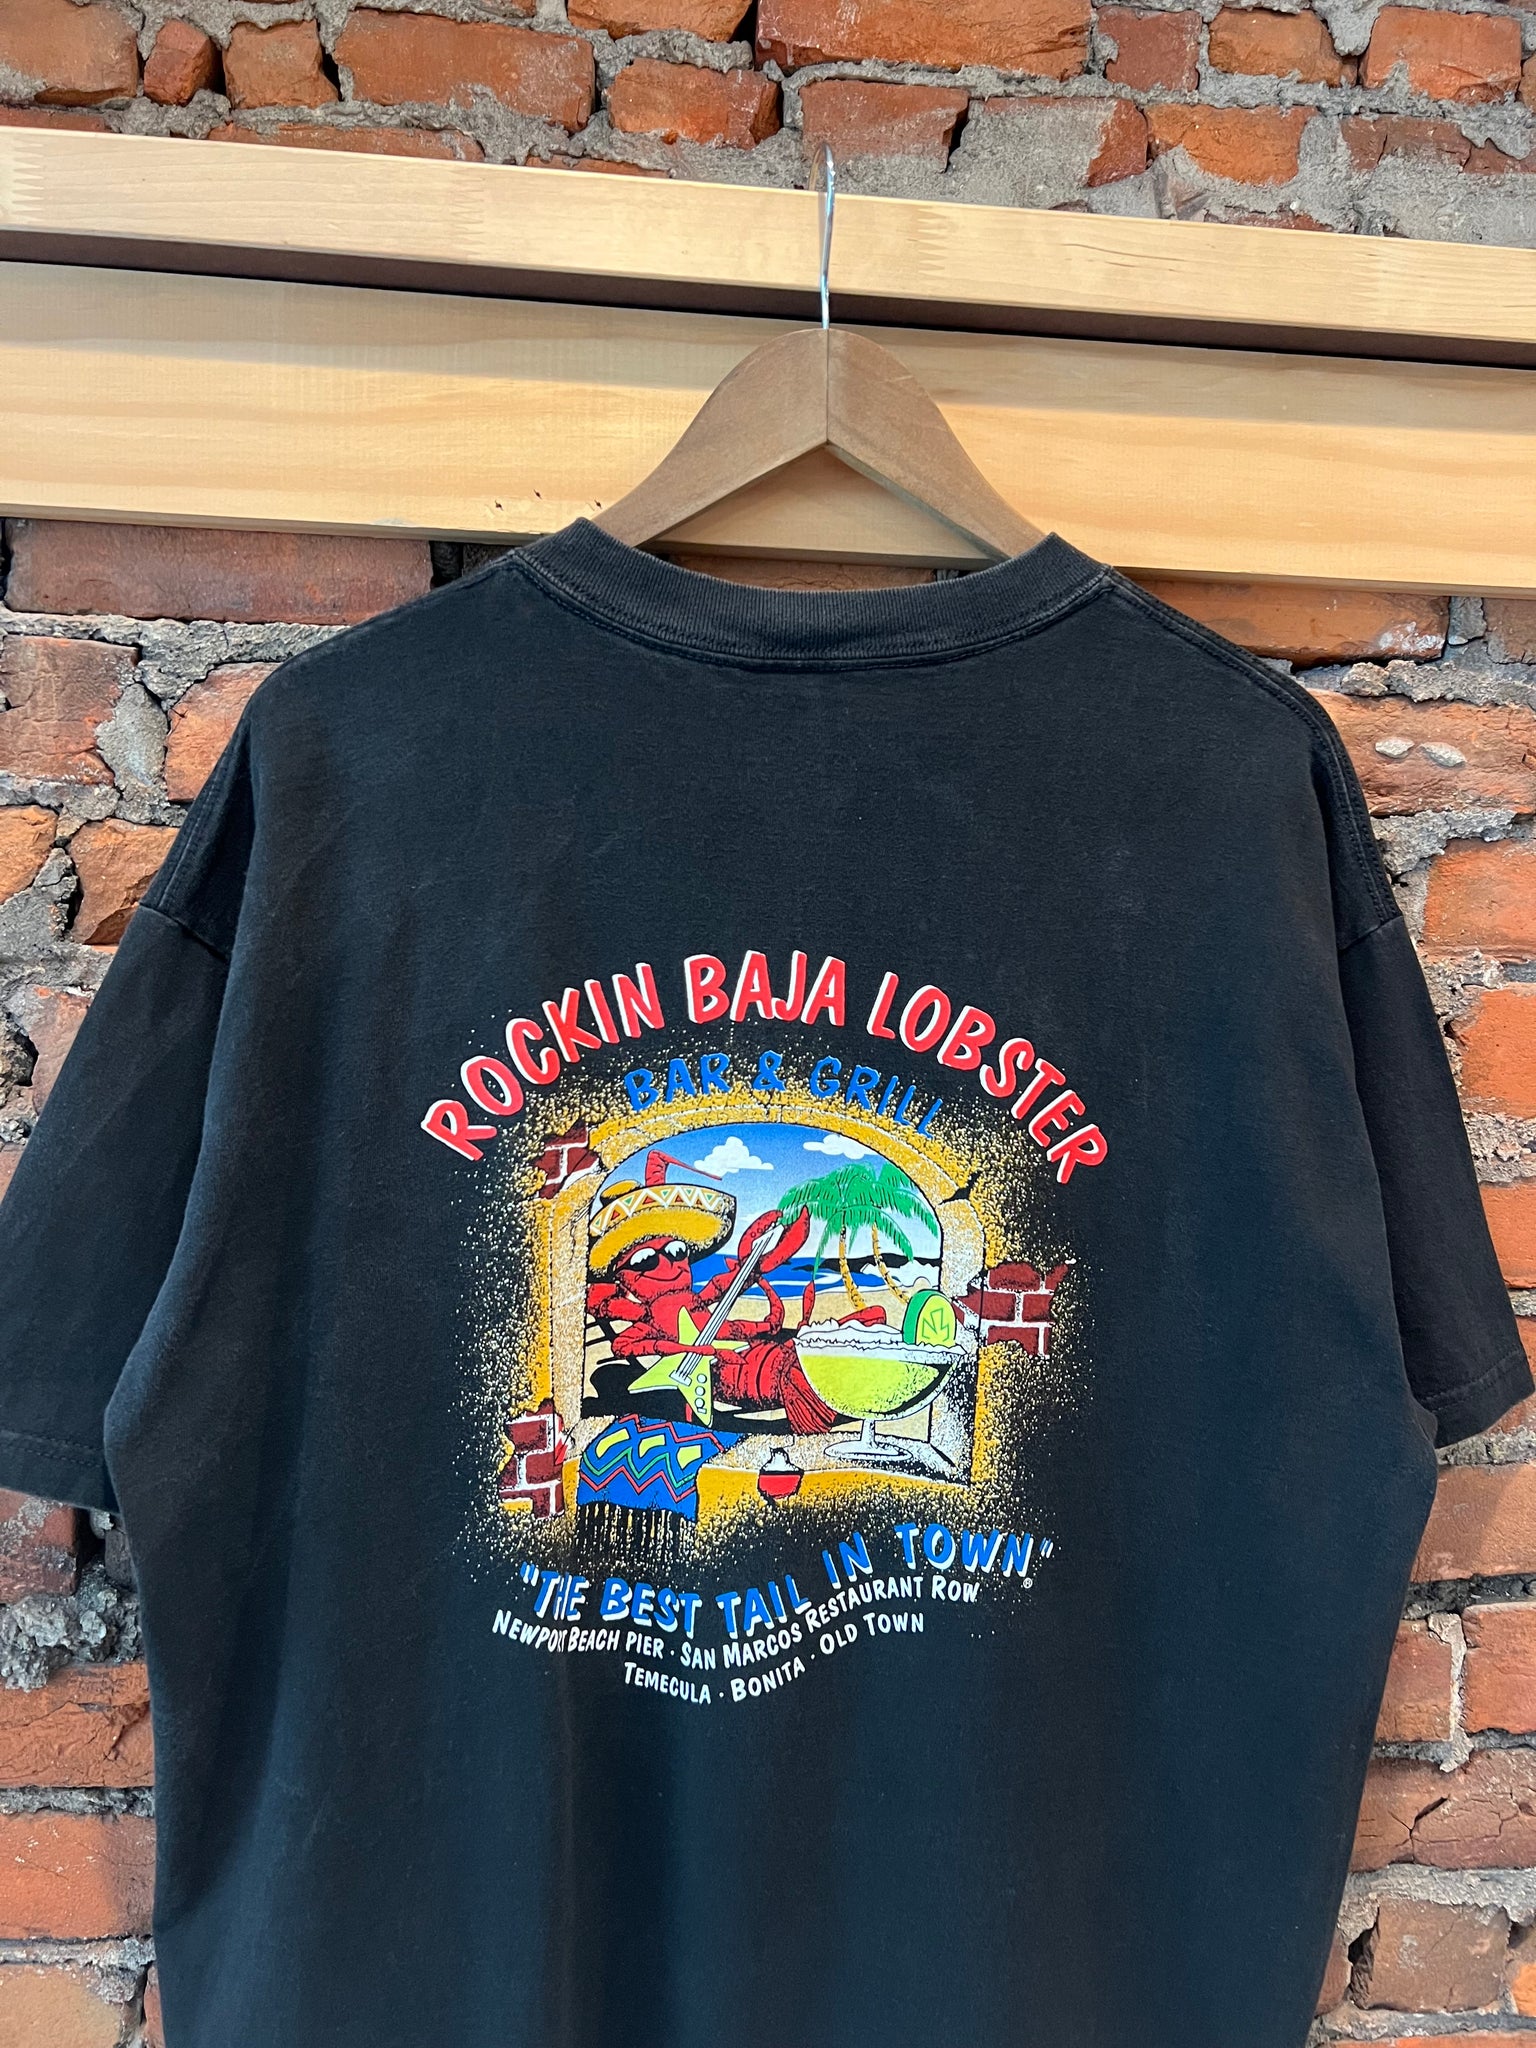 ROCKIN BAJA LOBSTER
BAR & GRILL
"THE BEST TAIL IN TOWN"®
NEWPORT BEACH PIER · SAN MARCOS RESTAURANT ROW
TEMECULA · BONITA · OLD TOWN